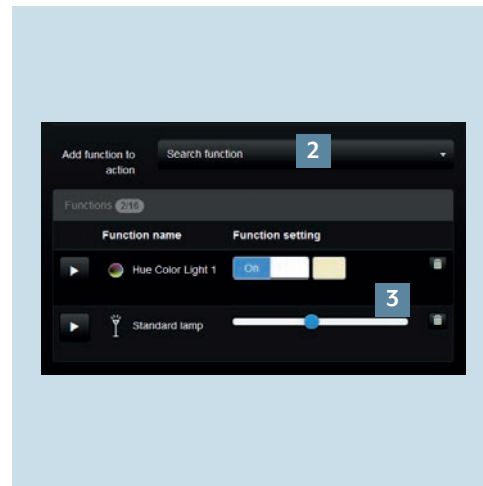 Add function to
action
Search function
2
Functions 2/16
Function name Function setting
Hue Color Light 1 On
3
Standard lamp